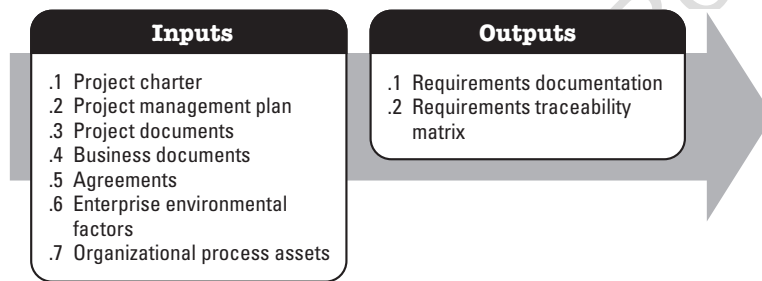 Inputs
.1 Project charter
.2 Project management plan
.3 Project documents
.4 Business documents
.5 Agreements
.6 Enterprise environmental
factors
.7 Organizational process assets
Outputs
.1 Requirements documentation
.2 Requirements traceability
matrix